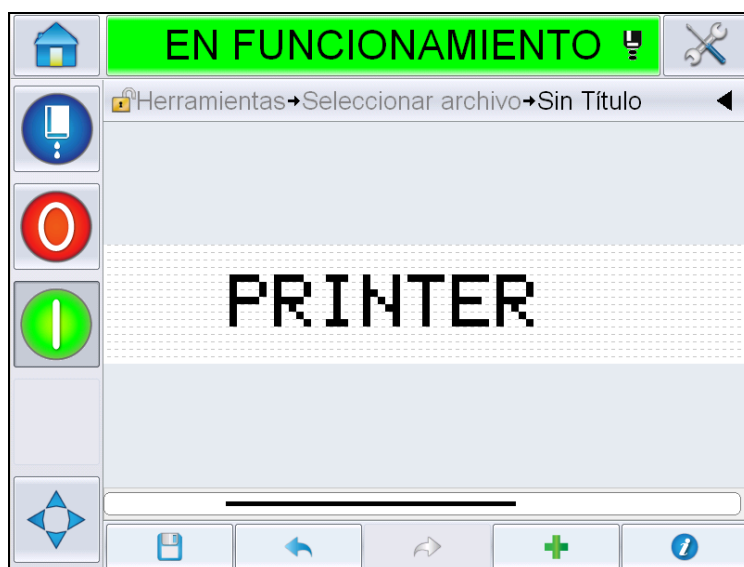 EN FUNCIONAMIENTO
Herramientas→Seleccionar archivo→Sin Título
PRINTER